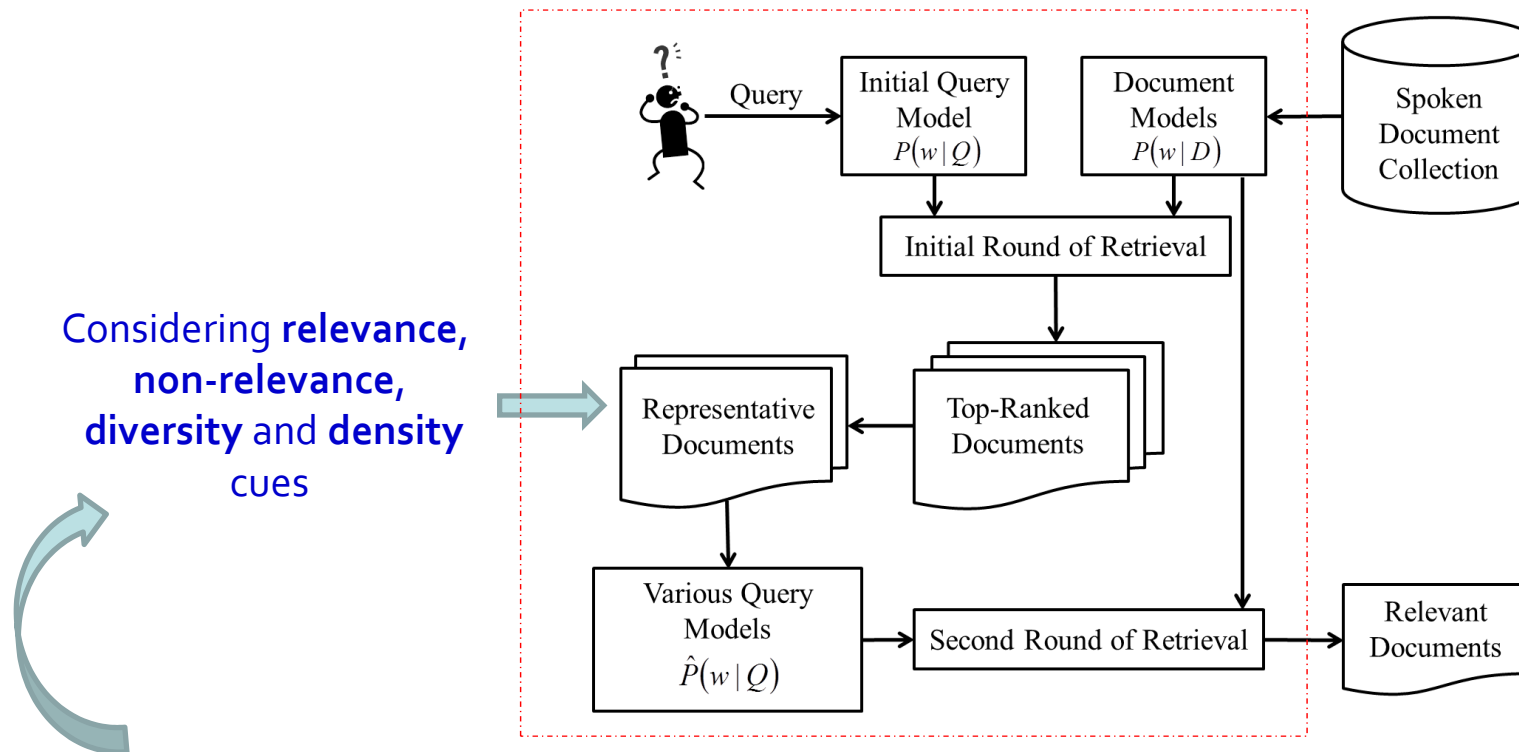 ?
Query
Initial Query
Model
P(w | Q)
Document
Models
P(w | D)
Spoken
Document
Collection
Initial Round of Retrieval
Considering relevance,
non-relevance,
diversity and density
cues
Representative
Documents
Top-Ranked
Documents
Various Query
Models
P̂(w | Q)
Second Round of Retrieval
Relevant
Documents